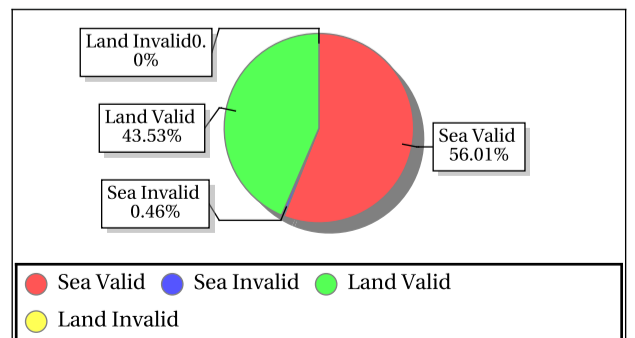 Land Invalid0.
0%
Land Valid
43.53%
Sea Valid
56.01%
Sea Invalid
0.46%
Sea Valid
Sea Invalid
Land Valid
Land Invalid